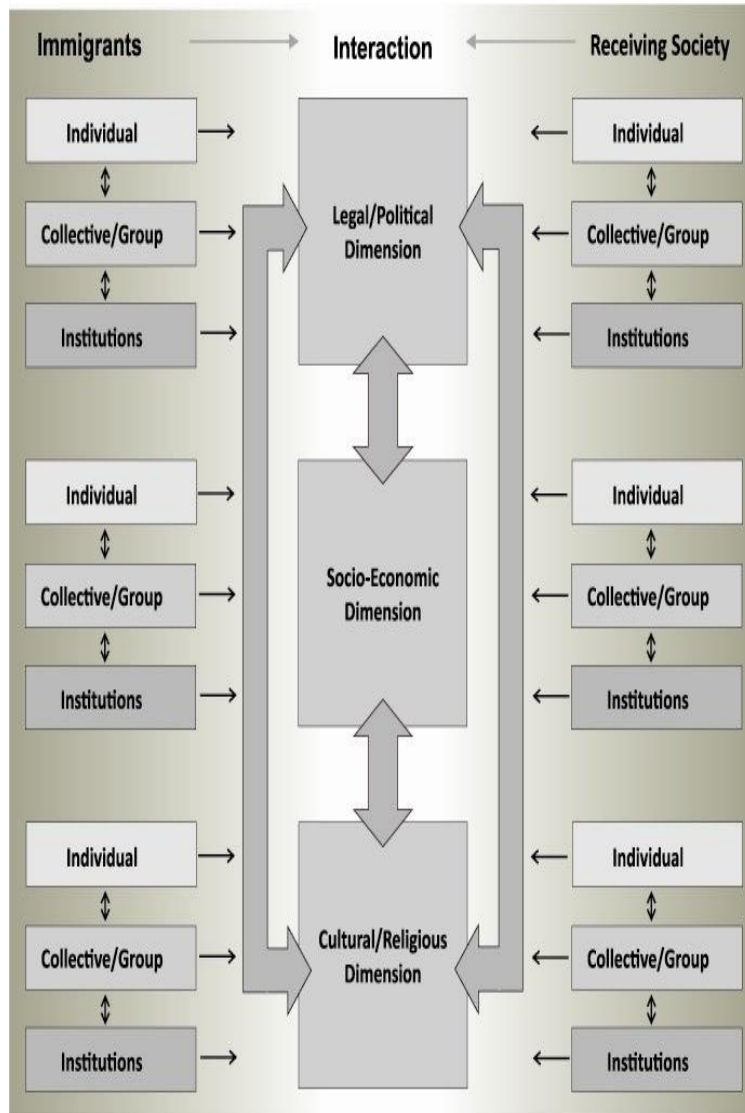 Immigrants Interaction Receiving Society
Individual Individual
Collective/Group Legal/Political Dimension Collective/Group
Institutions Institutions
Individual Individual
Collective/Group Socio-Economic Dimension Collective/Group
Institutions Institutions
Individual Individual
Collective/Group Cultural/Religious Dimension Collective/Group
Institutions Institutions